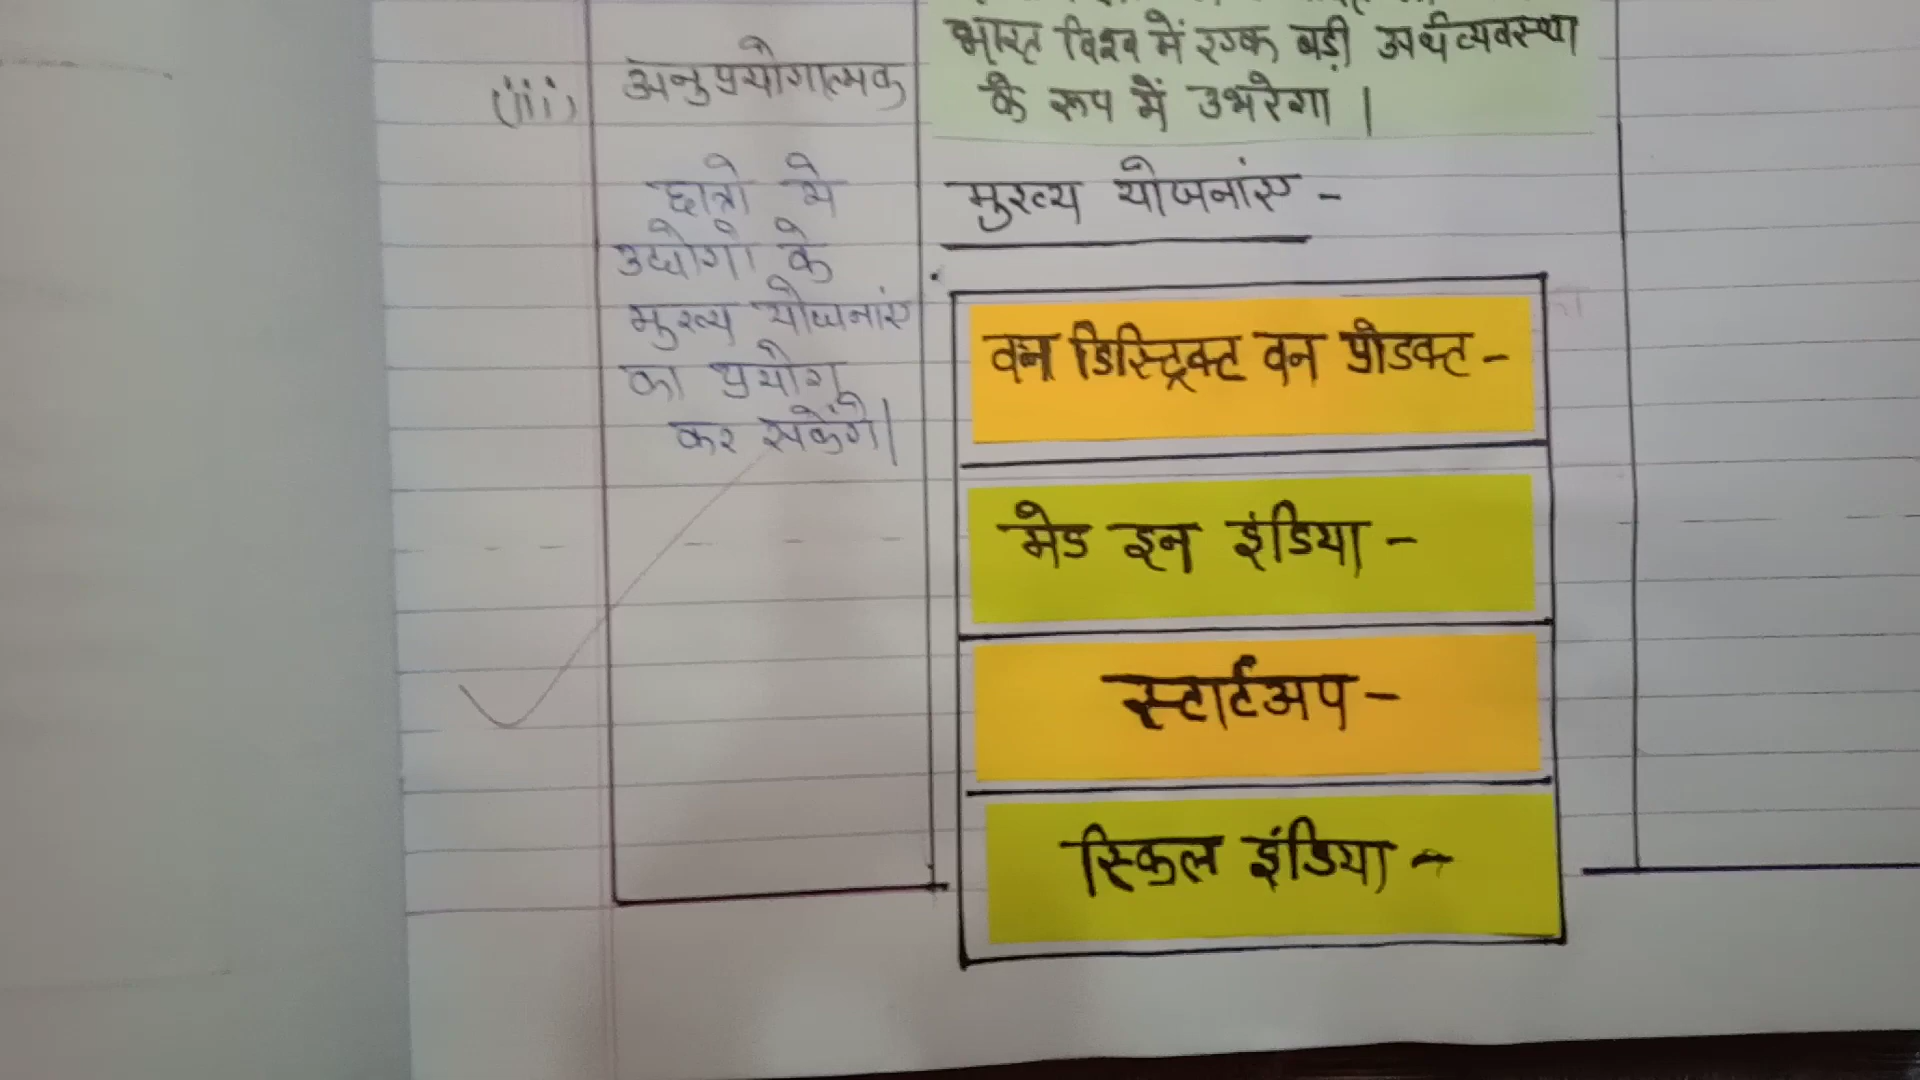 (iii)
अनुप्रयोगात्मक
छात्रो ये
उद्योगो के
मुख्य योजनांए
का प्रयोग
कर सकेंगे।
भारत विश्व में एक बड़ी अर्थव्यवस्था
के रूप में उभरेगा।
मुख्य योजनांए -
वन डिस्ट्रिक्ट वन प्रोडक्ट -
मेड इन इंडिया -
स्टार्टअप -
स्किल इंडिया -